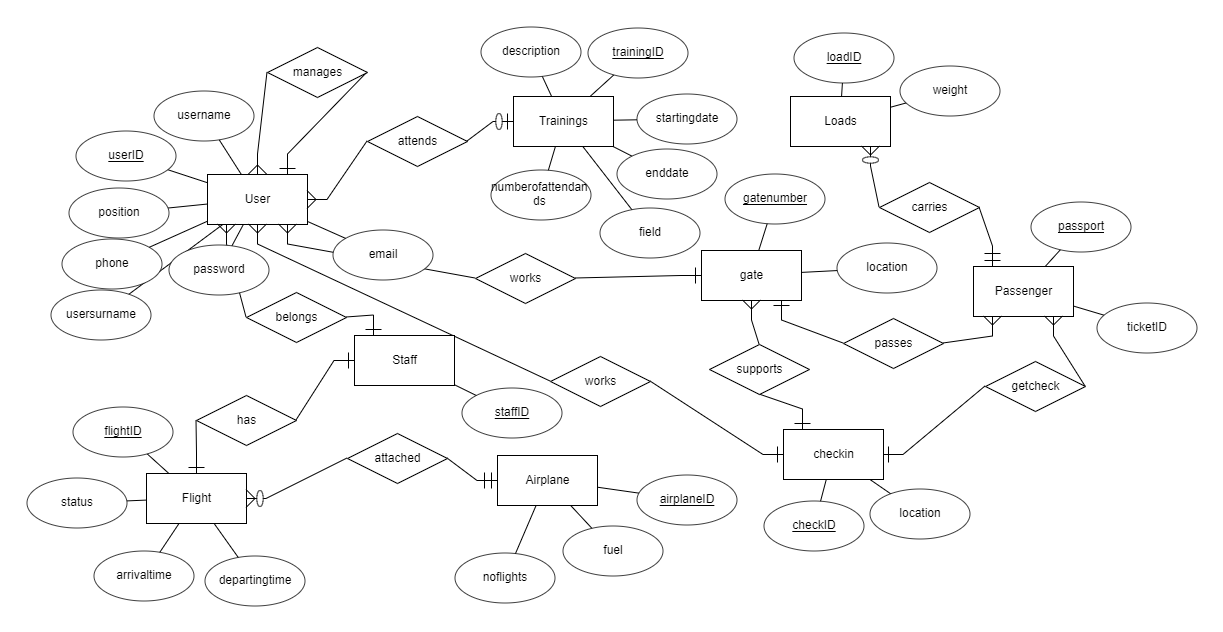 description
trainingID
loadID
manages
weight
username
Trainings
startingdate
Loads
attends
userID
enddate
numberofattendan
ds
User
gatenumber
position
carries
passport
field
email
phone
password
location
gate
works
Passenger
usersurname
belongs
ticketID
passes
Staff
supports
works
getcheck
staffID
has
flightID
attached
checkin
Airplane
Flight
status
airplaneID
location
checkID
fuel
arrivaltime
departingtime
noflights